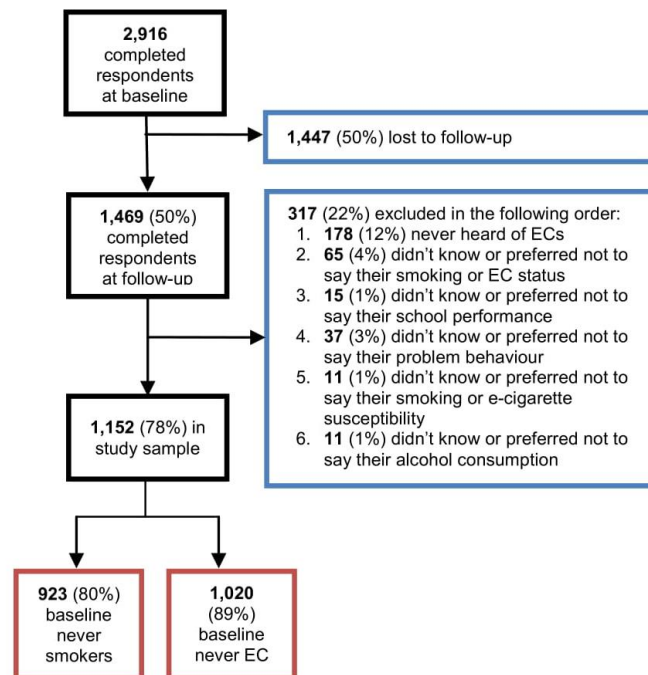 2,916
completed
respondents
at baseline
1,447 (50%) lost to follow-up
1,469 (50%)
completed
respondents
at follow-up
317 (22%) excluded in the following order:
1. 178 (12%) never heard of ECs
2. 65 (4%) didn’t know or preferred not to
say their smoking or EC status
3. 15 (1%) didn’t know or preferred not to
say their school performance
4. 37 (3%) didn’t know or preferred not to
say their problem behaviour
5. 11 (1%) didn’t know or preferred not to
say their smoking or e-cigarette
susceptibility
6. 11 (1%) didn’t know or preferred not to
say their alcohol consumption
1,152 (78%) in
study sample
923 (80%)
baseline
never
smokers
1,020
(89%)
baseline
never EC